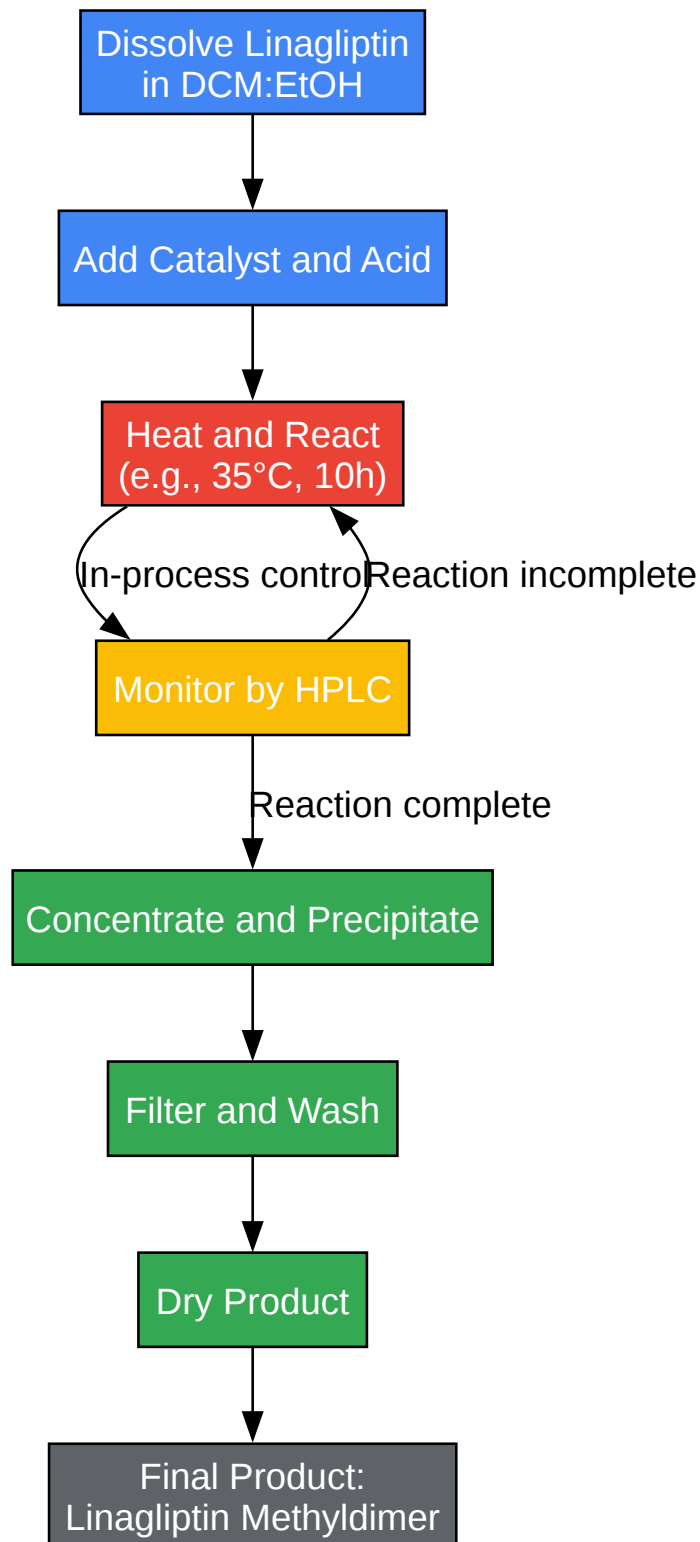 Dissolve Linagliptin
in DCM:EtOH
Add Catalyst and Acid
Heat and React
(e.g., 35°C, 10h)
In-process control
Reaction incomplete
Monitor by HPLC
Reaction complete
Concentrate and Precipitate
Filter and Wash
Dry Product
Final Product:
Linagliptin Methyldimer